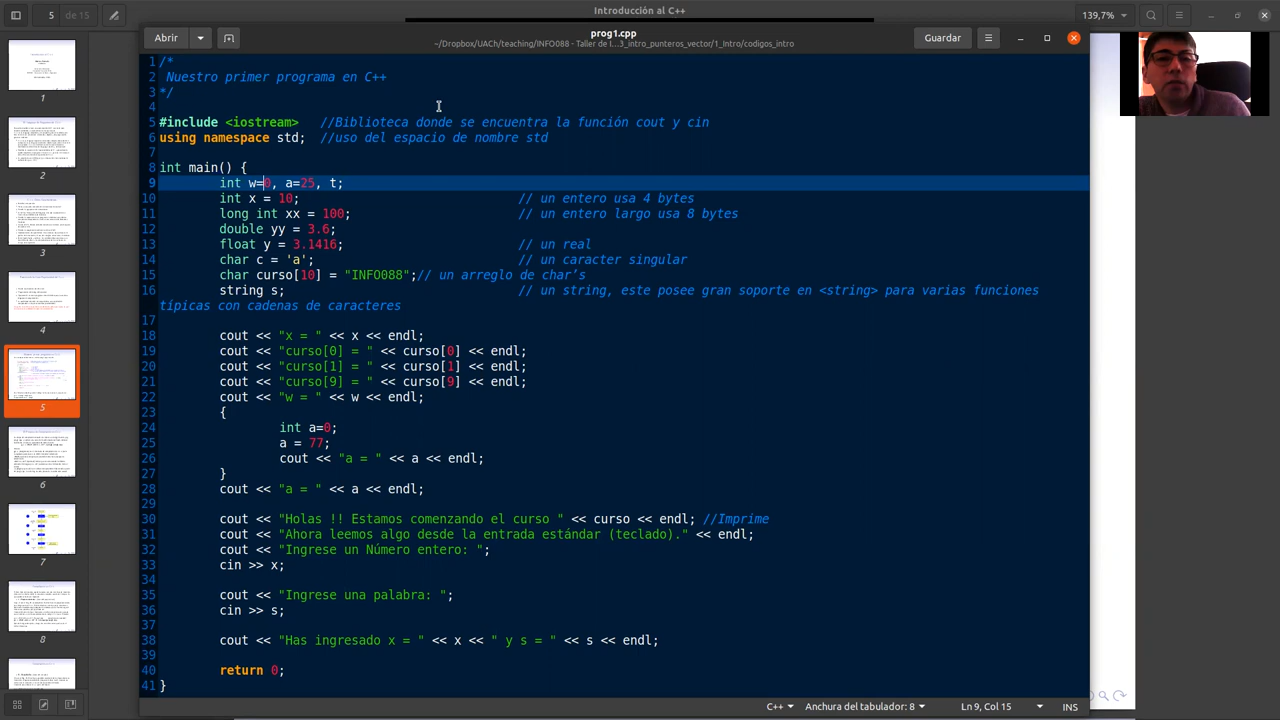 Introducción al C++
5 de 15
139,7%
Abrir
prog1.cpp
~/Dropbox/UACh/teaching/INFO088 - Taller de I...3_intro_punteros_vector/1_Intro/codigos_intro
Guardar
1 /*
2 Nuestro primer programa en C++
3 */
4
5 #include <iostream> //Biblioteca donde se encuentra la función cout y cin
6 using namespace std; //uso del espacio de nombre std
7
8 int main() {
9 int w=0, a=25, t;
10 int x = 10; // un entero usa 4 bytes
11 long int xx = 100; // un entero largo usa 8 bytes
12 double yy = 3.6;
13 float y = 3.1416; // un real
14 char c = 'a'; // un caracter singular
15 char curso[10] = "INFO088";// un arreglo de char's
16 string s; // un string, este posee gran soporte en <string> para varias funciones
típicas en cadenas de caracteres
17
18 cout << "x = " << x << endl;
19 cout << "curso[0] = " << curso[0] << endl;
20 cout << "curso[1] = " << curso[1] << endl;
21 cout << "curso[9] = " << curso[9] << endl;
22 cout << "w = " << w << endl;
23 {
24 int a=0;
25 a = 77;
26 cout << "a = " << a << endl;
27 }
28 cout << "a = " << a << endl;
29
30 cout << "Holas !! Estamos comenzando el curso " << curso << endl; //Imprime
31 cout << "Ahora leemos algo desde la entrada estándar (teclado)." << endl;
32 cout << "Ingrese un Número entero: ";
33 cin >> x;
34
35 cout << "Ingrese una palabra: ";
36 cin >> s;
37
38 cout << "Has ingresado x = " << x << " y s = " << s << endl;
39
40 return 0;
41 }
1
2
3
4
5
6
7
8
C++
Anchura del tabulador: 8
Ln 9, Col 15
INS